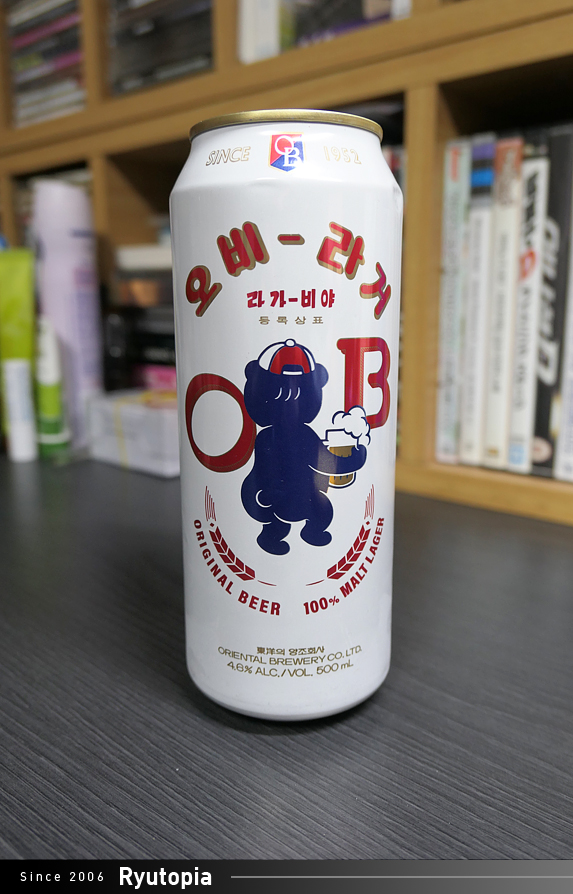 SINCE OB 1952
오비-라거
라가-비야
등록상표
OB
ORIGINAL BEER 100% MALT LAGER
東洋의 양조회사
ORIENTAL BREWERY CO. LTD.
4.6% ALC./VOL. 500 mL
Since 2006 Ryutopia